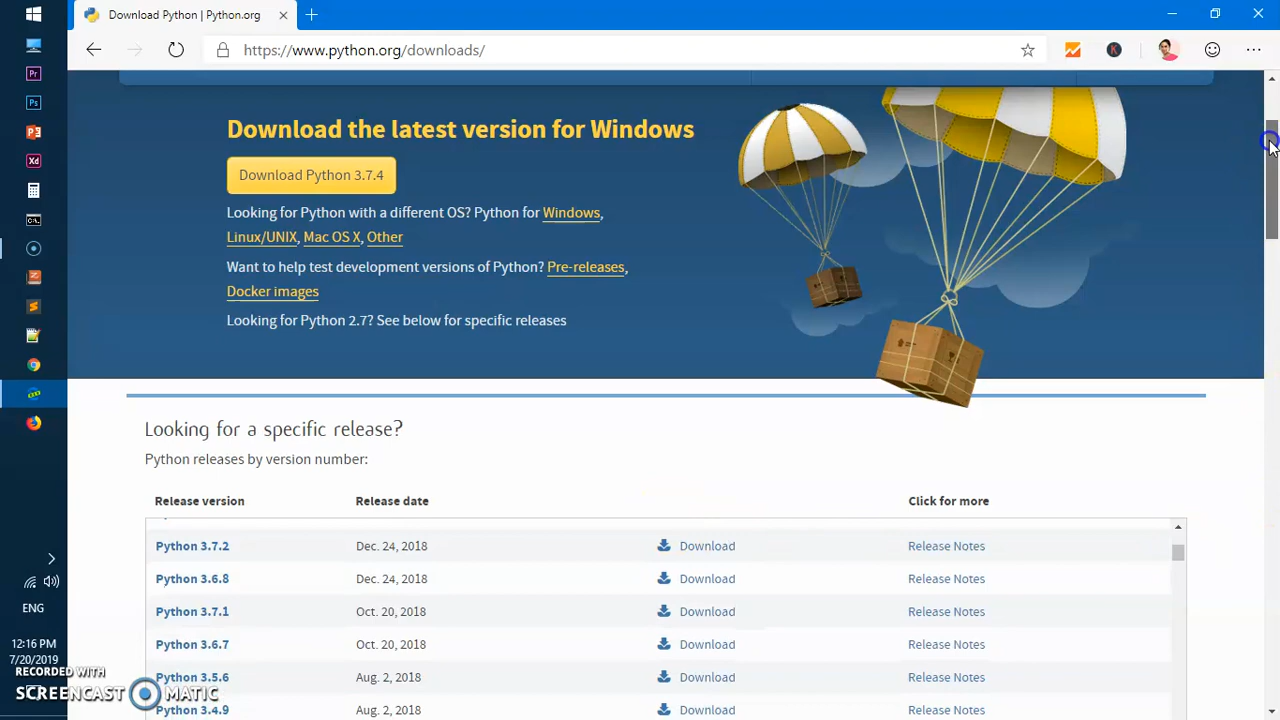 Download Python | Python.org
https://www.python.org/downloads/
Download the latest version for Windows
Download Python 3.7.4
Looking for Python with a different OS? Python for Windows,
Linux/UNIX, Mac OS X, Other
Want to help test development versions of Python? Pre-releases,
Docker images
Looking for Python 2.7? See below for specific releases
Looking for a specific release?
Python releases by version number:
Release version Release date Click for more
Python 3.7.2 Dec. 24, 2018 Download Release Notes
Python 3.6.8 Dec. 24, 2018 Download Release Notes
Python 3.7.1 Oct. 20, 2018 Download Release Notes
Python 3.6.7 Oct. 20, 2018 Download Release Notes
Python 3.5.6 Aug. 2, 2018 Download Release Notes
Python 3.4.9 Aug. 2, 2018 Download Release Notes
Pr
Ps
Xd
K
ENG
12:16 PM
7/20/2019
RECORDED WITH
SCREENCAST MATIC